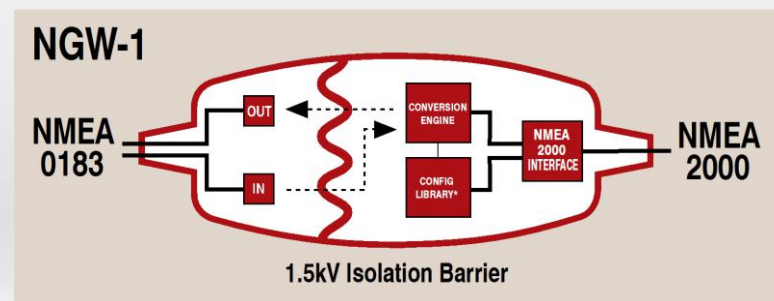 NGW-1
NMEA
0183
OUT
IN
CONVERSION
ENGINE
CONFIG
LIBRARY*
NMEA
2000
INTERFACE
NMEA
2000
1.5kV Isolation Barrier